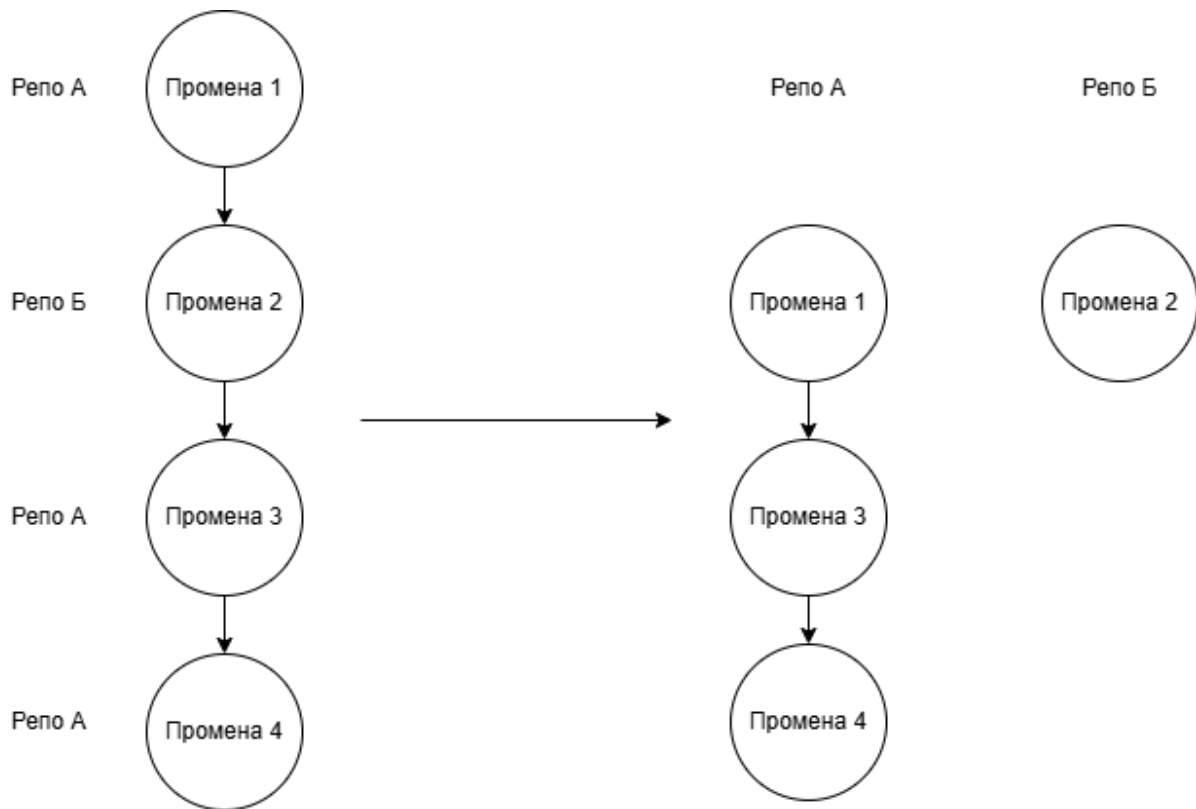 Репо А
Промена 1
Репо Б
Промена 2
Репо А
Промена 3
Репо А
Промена 4
Репо А
Репо Б
Промена 1
Промена 2
Промена 3
Промена 4